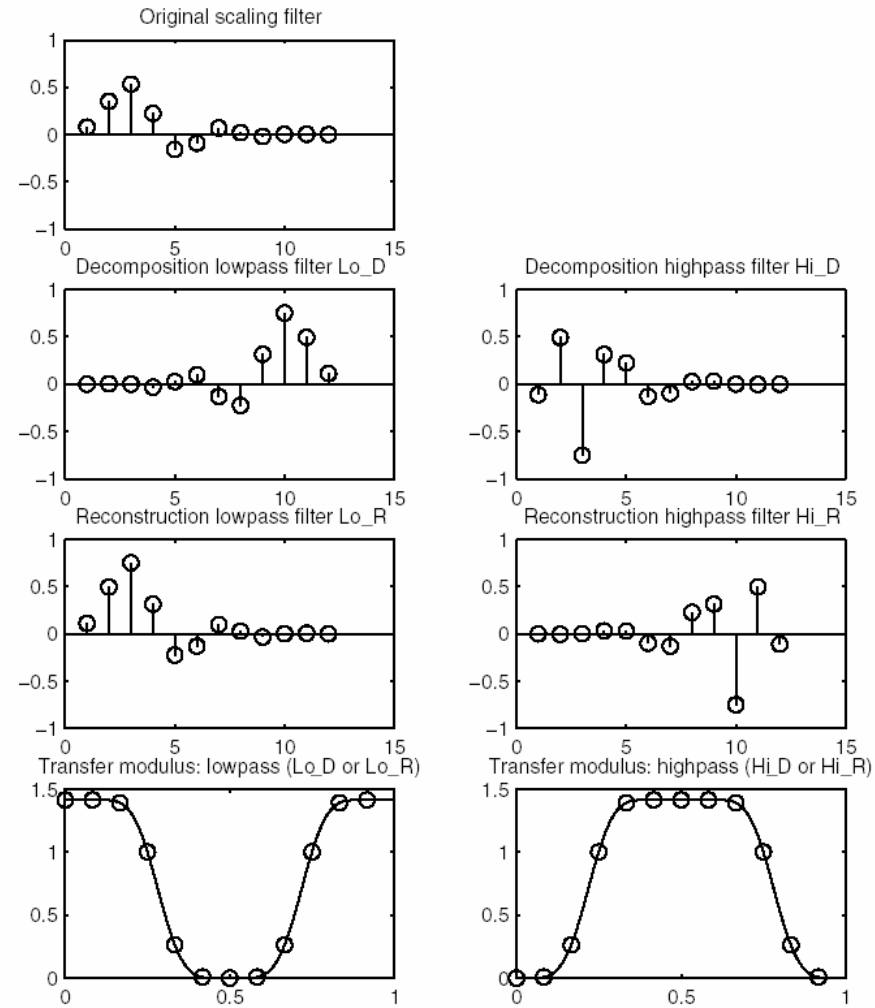 Original scaling filter
1
0.5
0
−0.5
−1
0 5 10 15
Decomposition lowpass filter Lo_D
1
0.5
0
−0.5
−1
0 5 10 15
Decomposition highpass filter Hi_D
1
0.5
0
−0.5
−1
0 5 10 15
Reconstruction lowpass filter Lo_R
1
0.5
0
−0.5
−1
0 5 10 15
Reconstruction highpass filter Hi_R
1
0.5
0
−0.5
−1
0 5 10 15
Transfer modulus: lowpass (Lo_D or Lo_R)
1.5
1
0.5
0
0 0.5 1
Transfer modulus: highpass (Hi_D or Hi_R)
1.5
1
0.5
0
0 0.5 1